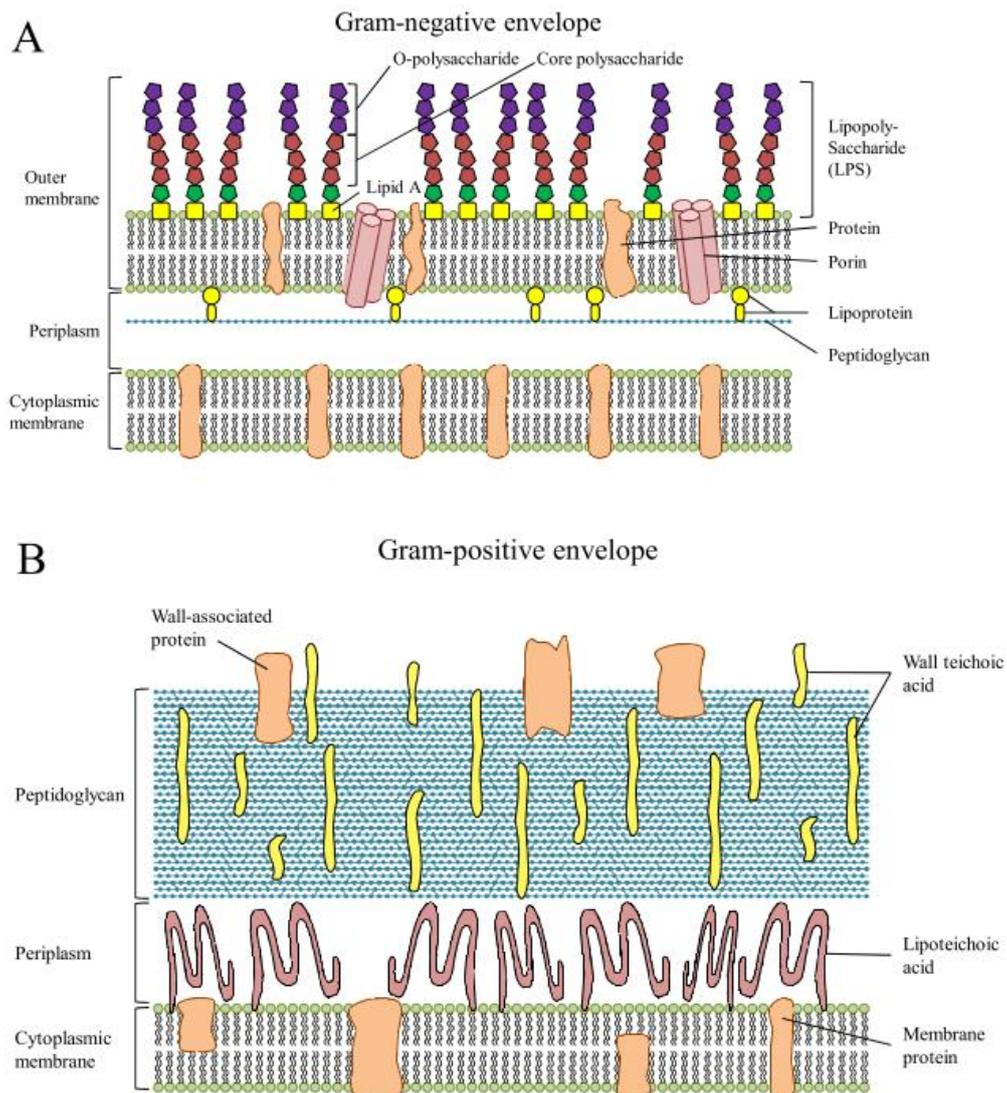 A
Gram-negative envelope
O-polysaccharide
Core polysaccharide
Outer
membrane
Lipopoly-
Saccharide
(LPS)
Lipid A
Protein
Porin
Periplasm
Lipoprotein
Peptidoglycan
Cytoplasmic
membrane
B
Gram-positive envelope
Wall-associated
protein
Wall teichoic
acid
Peptidoglycan
Periplasm
Lipoteichoic
acid
Cytoplasmic
membrane
Membrane
protein